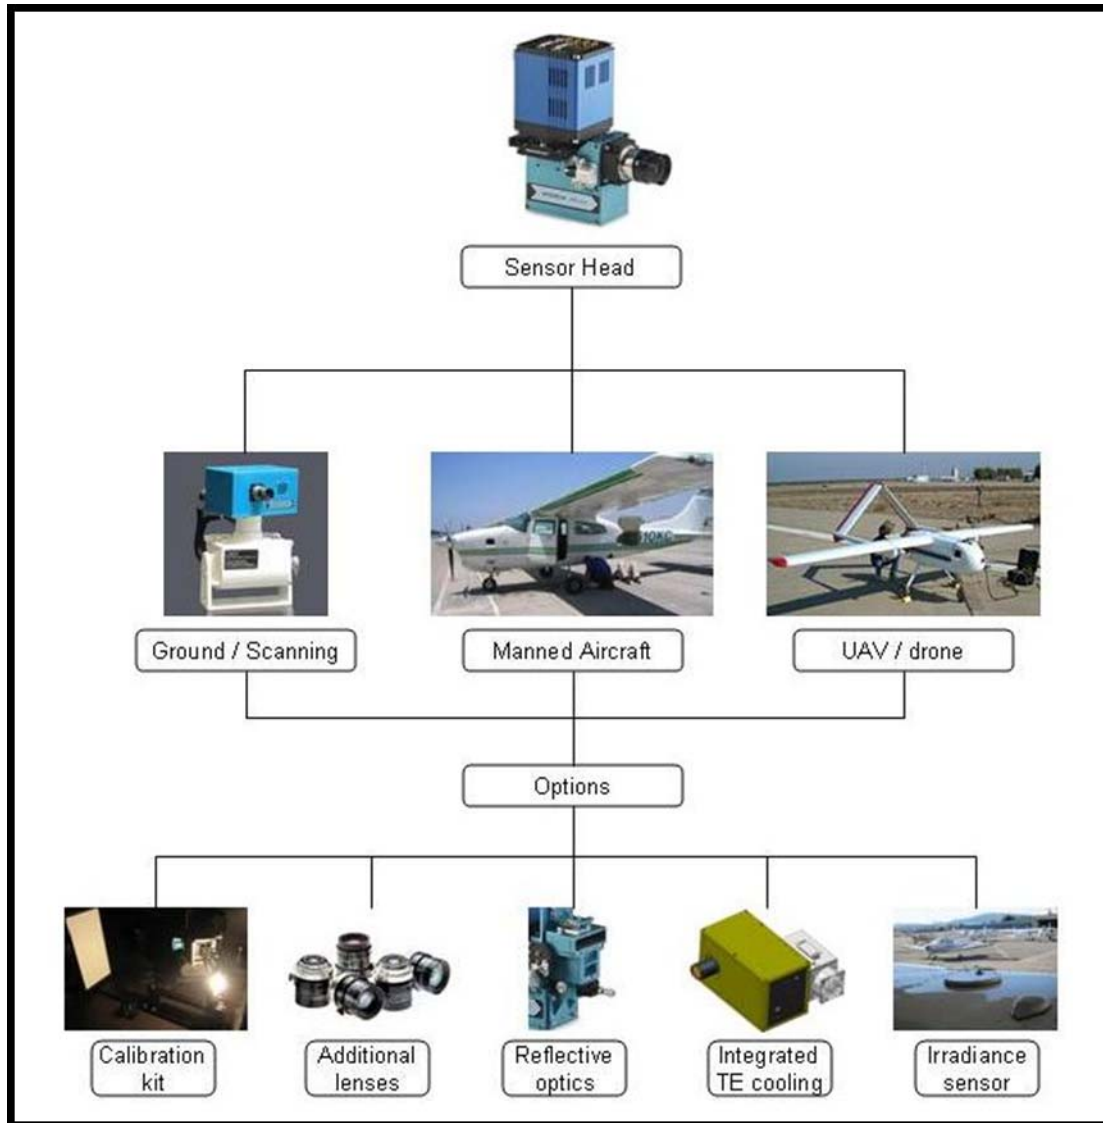 Sensor Head
Ground / Scanning
Manned Aircraft
UAV / drone
Options
Calibration
kit
Additional
lenses
Reflective
optics
Integrated
TE cooling
Irradiance
sensor